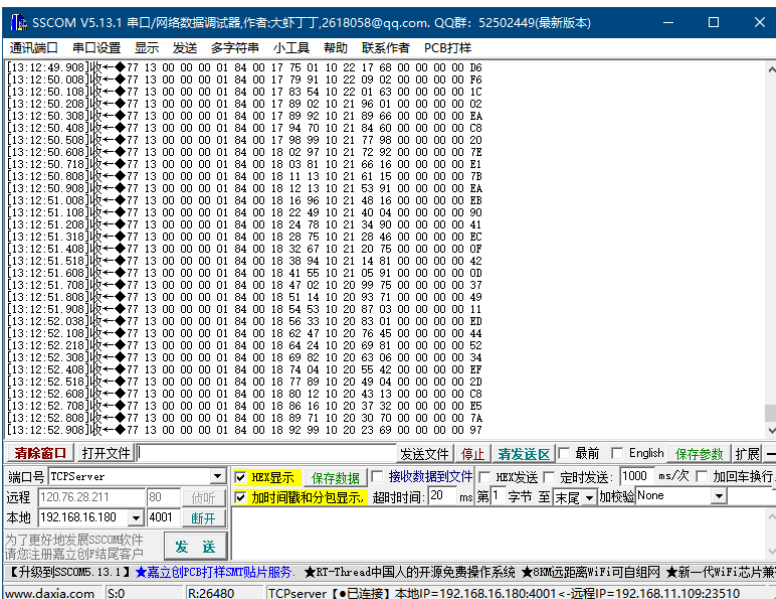 SSCOM V5.13.1 串口/网络数据调试器,作者:大虾丁丁,2618058@qq.com. QQ群: 52502449(最新版本)
通讯端口 串口设置 显示 发送 多字符串 小工具 帮助 联系作者 PCB打样
[13:12:49.908]收←◆77 13 00 00 00 01 84 00 17 75 01 10 22 17 68 00 00 00 00 D6
[13:12:50.008]收←◆77 13 00 00 00 01 84 00 17 79 91 10 22 09 02 00 00 00 00 F6
[13:12:50.108]收←◆77 13 00 00 00 01 84 00 17 83 54 10 22 01 63 00 00 00 00 1C
[13:12:50.208]收←◆77 13 00 00 00 01 84 00 17 89 02 10 21 96 01 00 00 00 00 02
[13:12:50.308]收←◆77 13 00 00 00 01 84 00 17 89 92 10 21 89 66 00 00 00 00 EA
[13:12:50.408]收←◆77 13 00 00 00 01 84 00 17 94 70 10 21 84 60 00 00 00 00 C8
[13:12:50.508]收←◆77 13 00 00 00 01 84 00 17 98 99 10 21 77 98 00 00 00 00 20
[13:12:50.608]收←◆77 13 00 00 00 01 84 00 18 02 97 10 21 72 92 00 00 00 00 7E
[13:12:50.718]收←◆77 13 00 00 00 01 84 00 18 03 81 10 21 66 16 00 00 00 00 E1
[13:12:50.808]收←◆77 13 00 00 00 01 84 00 18 11 13 10 21 61 15 00 00 00 00 7B
[13:12:50.908]收←◆77 13 00 00 00 01 84 00 18 12 13 10 21 53 91 00 00 00 00 EA
[13:12:51.008]收←◆77 13 00 00 00 01 84 00 18 16 96 10 21 48 16 00 00 00 00 EB
[13:12:51.108]收←◆77 13 00 00 00 01 84 00 18 22 49 10 21 40 04 00 00 00 00 90
[13:12:51.208]收←◆77 13 00 00 00 01 84 00 18 24 78 10 21 34 90 00 00 00 00 41
[13:12:51.318]收←◆77 13 00 00 00 01 84 00 18 28 75 10 21 28 46 00 00 00 00 EC
[13:12:51.408]收←◆77 13 00 00 00 01 84 00 18 32 67 10 21 20 75 00 00 00 00 0F
[13:12:51.518]收←◆77 13 00 00 00 01 84 00 18 38 94 10 21 14 81 00 00 00 00 42
[13:12:51.608]收←◆77 13 00 00 00 01 84 00 18 41 55 10 21 05 91 00 00 00 00 0D
[13:12:51.708]收←◆77 13 00 00 00 01 84 00 18 47 02 10 20 99 75 00 00 00 00 37
[13:12:51.808]收←◆77 13 00 00 00 01 84 00 18 51 14 10 20 93 71 00 00 00 00 49
[13:12:51.908]收←◆77 13 00 00 00 01 84 00 18 54 53 10 20 87 03 00 00 00 00 11
[13:12:52.038]收←◆77 13 00 00 00 01 84 00 18 56 33 10 20 83 01 00 00 00 00 ED
[13:12:52.108]收←◆77 13 00 00 00 01 84 00 18 62 47 10 20 76 45 00 00 00 00 44
[13:12:52.218]收←◆77 13 00 00 00 01 84 00 18 64 24 10 20 69 81 00 00 00 00 52
[13:12:52.308]收←◆77 13 00 00 00 01 84 00 18 69 82 10 20 63 06 00 00 00 00 34
[13:12:52.408]收←◆77 13 00 00 00 01 84 00 18 74 04 10 20 55 42 00 00 00 00 EF
[13:12:52.518]收←◆77 13 00 00 00 01 84 00 18 77 89 10 20 49 04 00 00 00 00 2D
[13:12:52.608]收←◆77 13 00 00 00 01 84 00 18 80 12 10 20 43 13 00 00 00 00 C8
[13:12:52.708]收←◆77 13 00 00 00 01 84 00 18 86 16 10 20 37 32 00 00 00 00 E5
[13:12:52.808]收←◆77 13 00 00 00 01 84 00 18 89 71 10 20 30 70 00 00 00 00 7A
[13:12:52.908]收←◆77 13 00 00 00 01 84 00 18 92 99 10 20 23 69 00 00 00 00 97
清除窗口 打开文件 发送文件 停止 清发送区 最前 English 保存参数 扩展
端口号 TCPServer HEX显示 保存数据 接收数据到文件 HEX发送 定时发送: 1000 ms/次 加回车换行
远程 120.76.28.211 80 侦听 加时间戳和分包显示, 超时时间: 20 ms 第1 字节 至 末尾 加校验 None
本地 192.168.16.180 4001 断开
为了更好地发展SSCOM软件
请您注册嘉立创F结尾客户
发 送
【升级到SSCOM5.13.1】★嘉立创PCB打样SMT贴片服务. ★RT-Thread中国人的开源免费操作系统 ★8KM远距离WiFi可自组网 ★新一代WiFi芯片兼
www.daxia.com S:0 R:26480 TCPserver【●已连接】本地IP=192.168.16.180:4001<-远程IP=192.168.11.109:23510